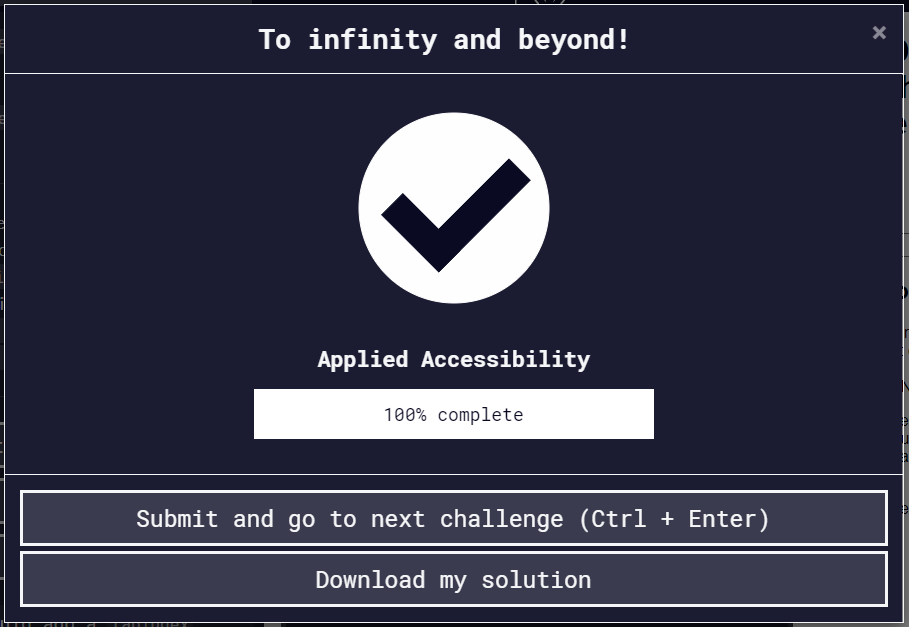 To infinity and beyond!
×
Applied Accessibility
100% complete
Submit and go to next challenge (Ctrl + Enter)
Download my solution